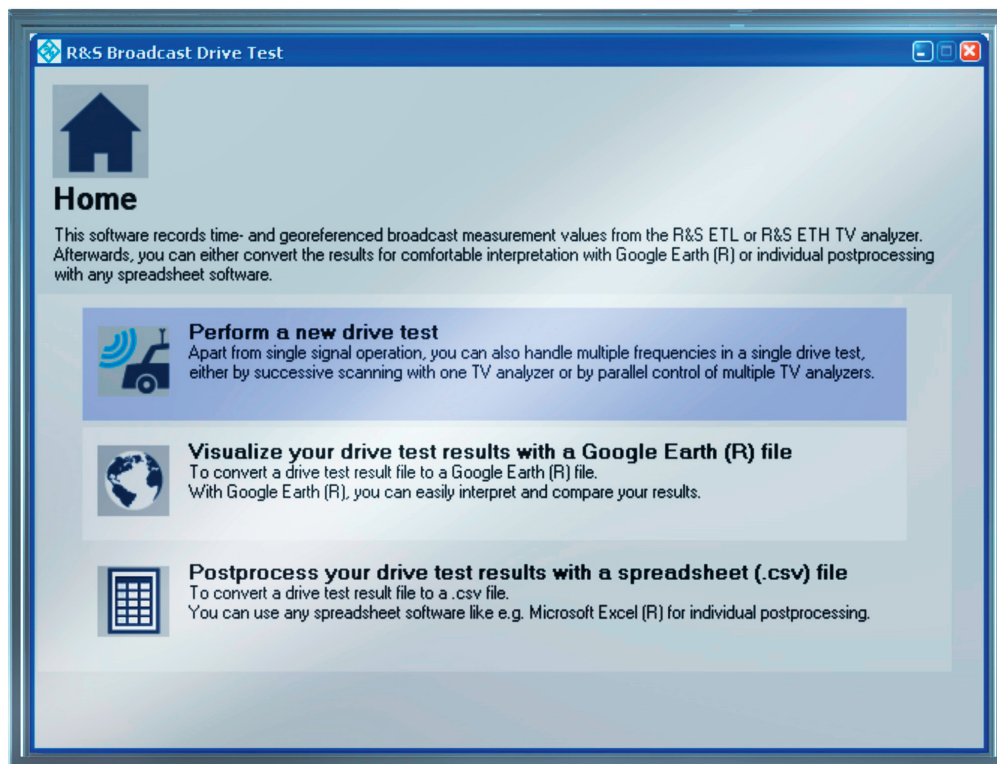 R&S Broadcast Drive Test
Home
This software records time- and georeferenced broadcast measurement values from the R&S ETL or R&S ETH TV analyzer.
Afterwards, you can either convert the results for comfortable interpretation with Google Earth (R) or individual postprocessing
with any spreadsheet software.
Perform a new drive test
Apart from single signal operation, you can also handle multiple frequencies in a single drive test,
either by successive scanning with one TV analyzer or by parallel control of multiple TV analyzers.
Visualize your drive test results with a Google Earth (R) file
To convert a drive test result file to a Google Earth (R) file.
With Google Earth (R), you can easily interpret and compare your results.
Postprocess your drive test results with a spreadsheet (.csv) file
To convert a drive test result file to a .csv file.
You can use any spreadsheet software like e.g. Microsoft Excel (R) for individual postprocessing.